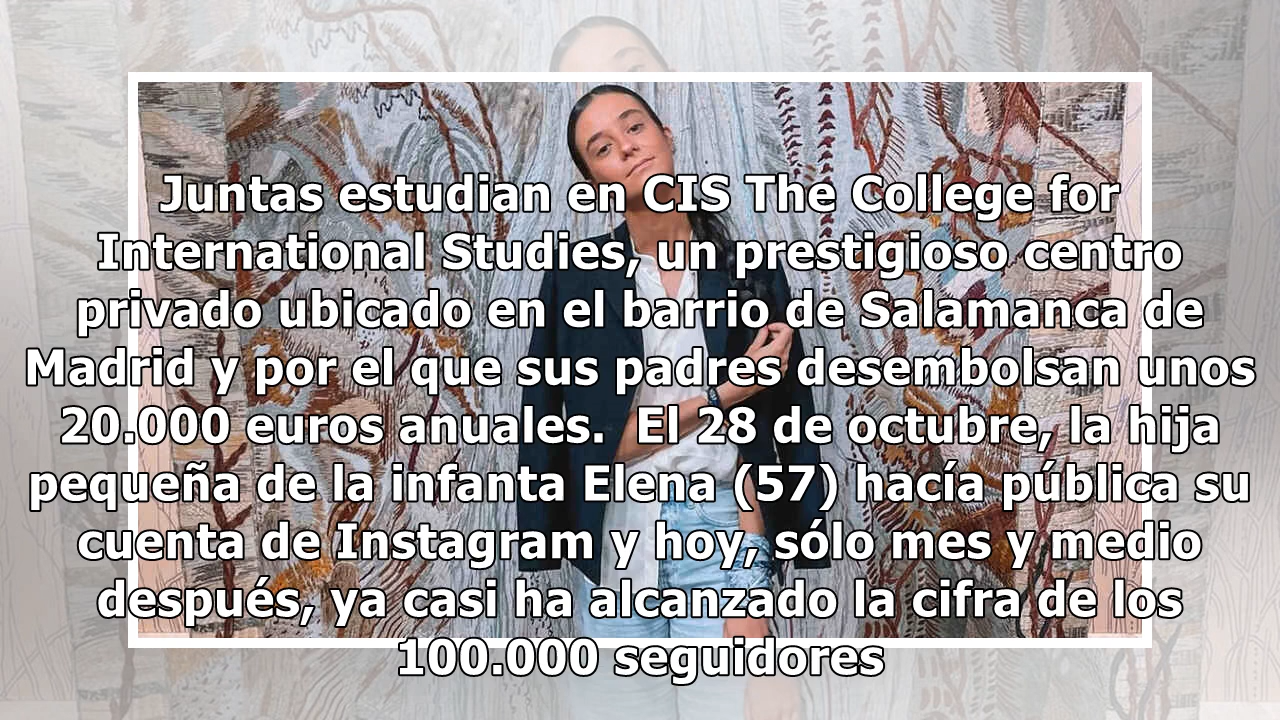 Juntas estudian en CIS The College for
International Studies, un prestigioso centro
privado ubicado en el barrio de Salamanca de
Madrid y por el que sus padres desembolsan unos
20.000 euros anuales.  El 28 de octubre, la hija
pequeña de la infanta Elena (57) hacía pública su
cuenta de Instagram y hoy, sólo mes y medio
después, ya casi ha alcanzado la cifra de los
100.000 seguidores